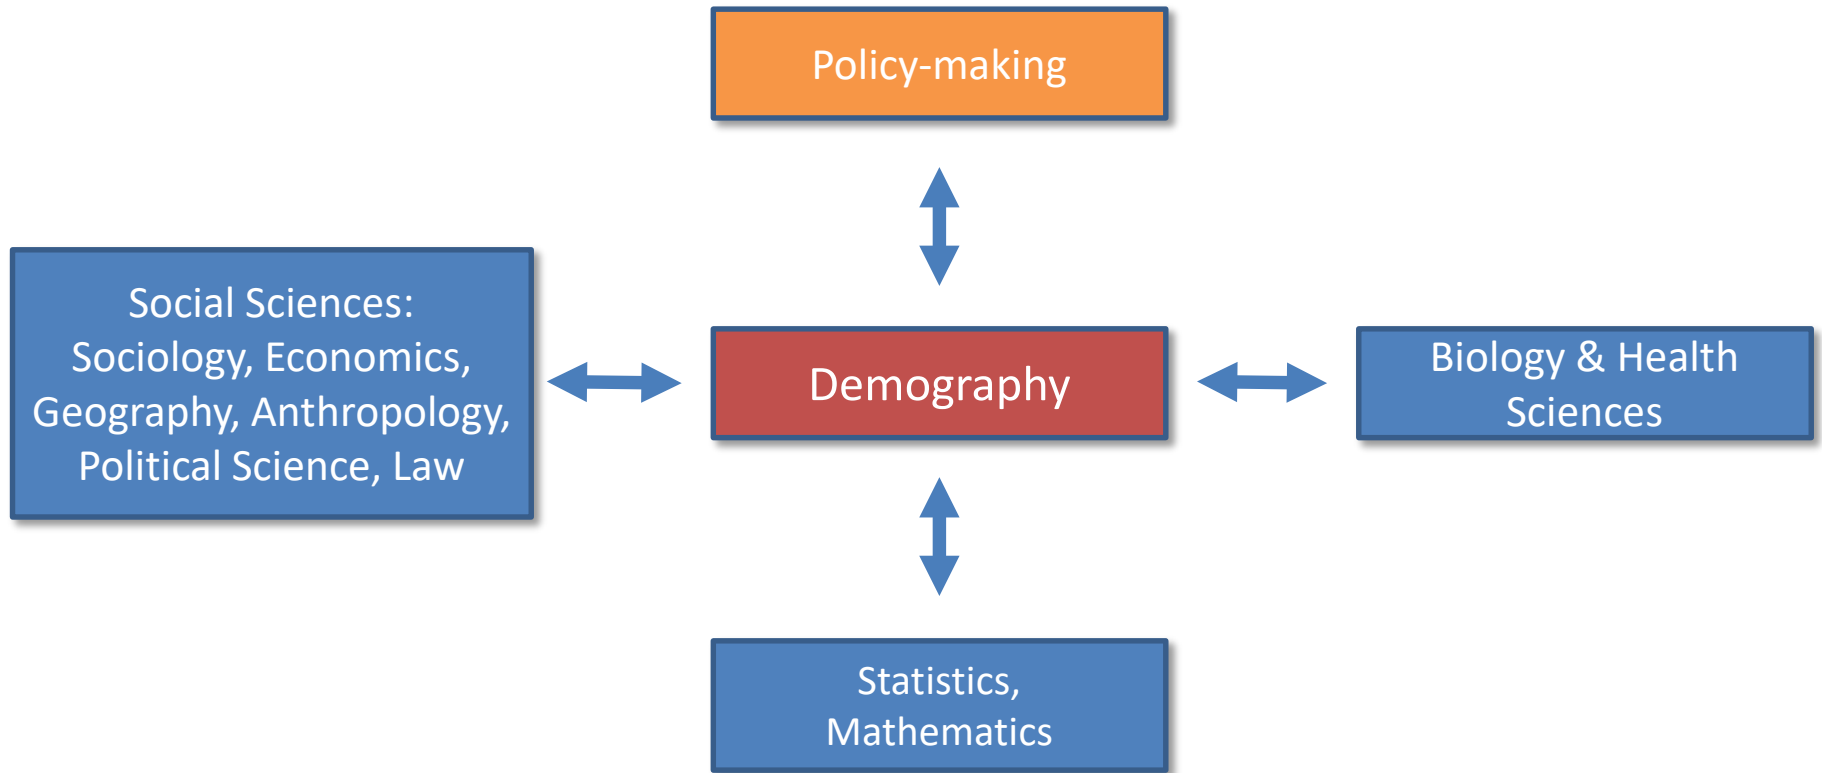 Policy-making
Social Sciences:
Sociology, Economics,
Geography, Anthropology,
Political Science, Law
Demography
Biology & Health
Sciences
Statistics,
Mathematics